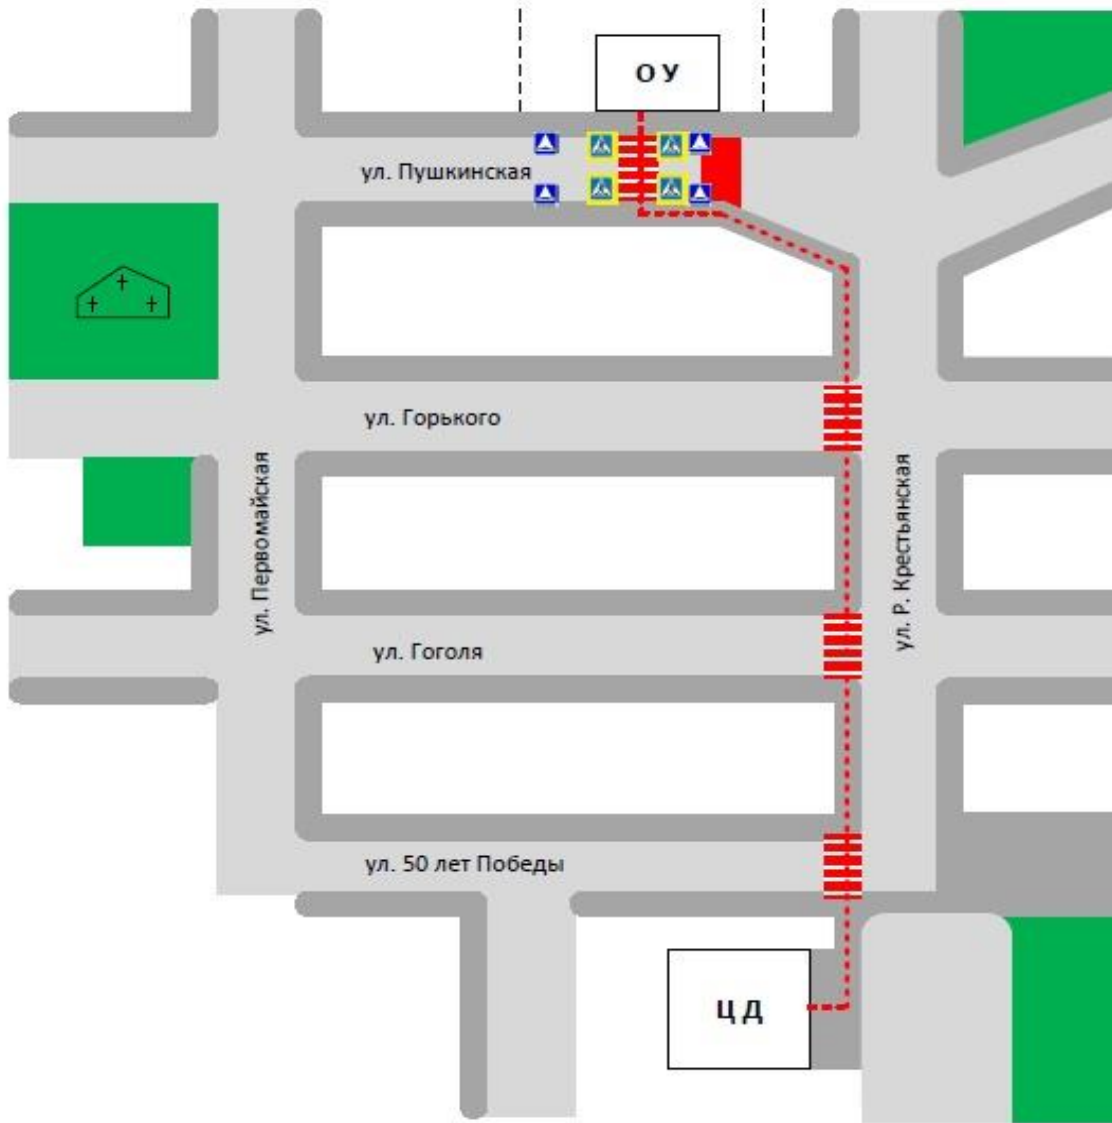 О У
ул. Пушкинская
ул. Горького
ул. Первомайская
ул. Р. Крестьянская
ул. Гоголя
ул. 50 лет Победы
Ц Д